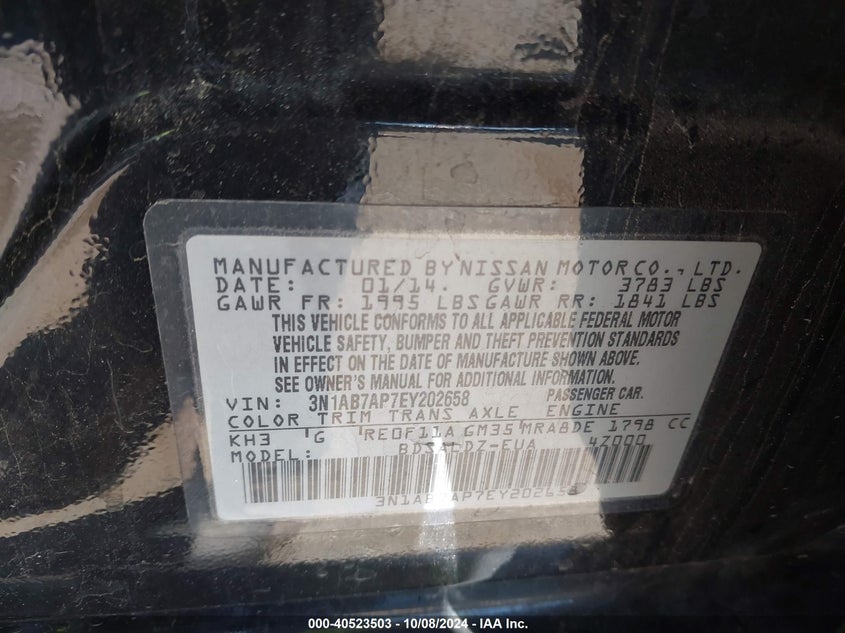 MANUFACTURED BY NISSAN MOTOR CO., LTD.
DATE: 01/14. GVWR: 3783 LBS
GAWR FR: 1995 LBS GAWR RR: 1841 LBS
THIS VEHICLE CONFORMS TO ALL APPLICABLE FEDERAL MOTOR
VEHICLE SAFETY, BUMPER AND THEFT PREVENTION STANDARDS
IN EFFECT ON THE DATE OF MANUFACTURE SHOWN ABOVE.
SEE OWNER'S MANUAL FOR ADDITIONAL INFORMATION.
VIN: 3N1AB7AP7EY202658 PASSENGER CAR.
COLOR TRIM TRANS AXLE ENGINE
KH3 G RE0F11A GM35 MRA8DE 1798 CC
MODEL: 4Z000
3N1AB7AP7EY202658
000-40523503 - 10/08/2024 - IAA Inc.